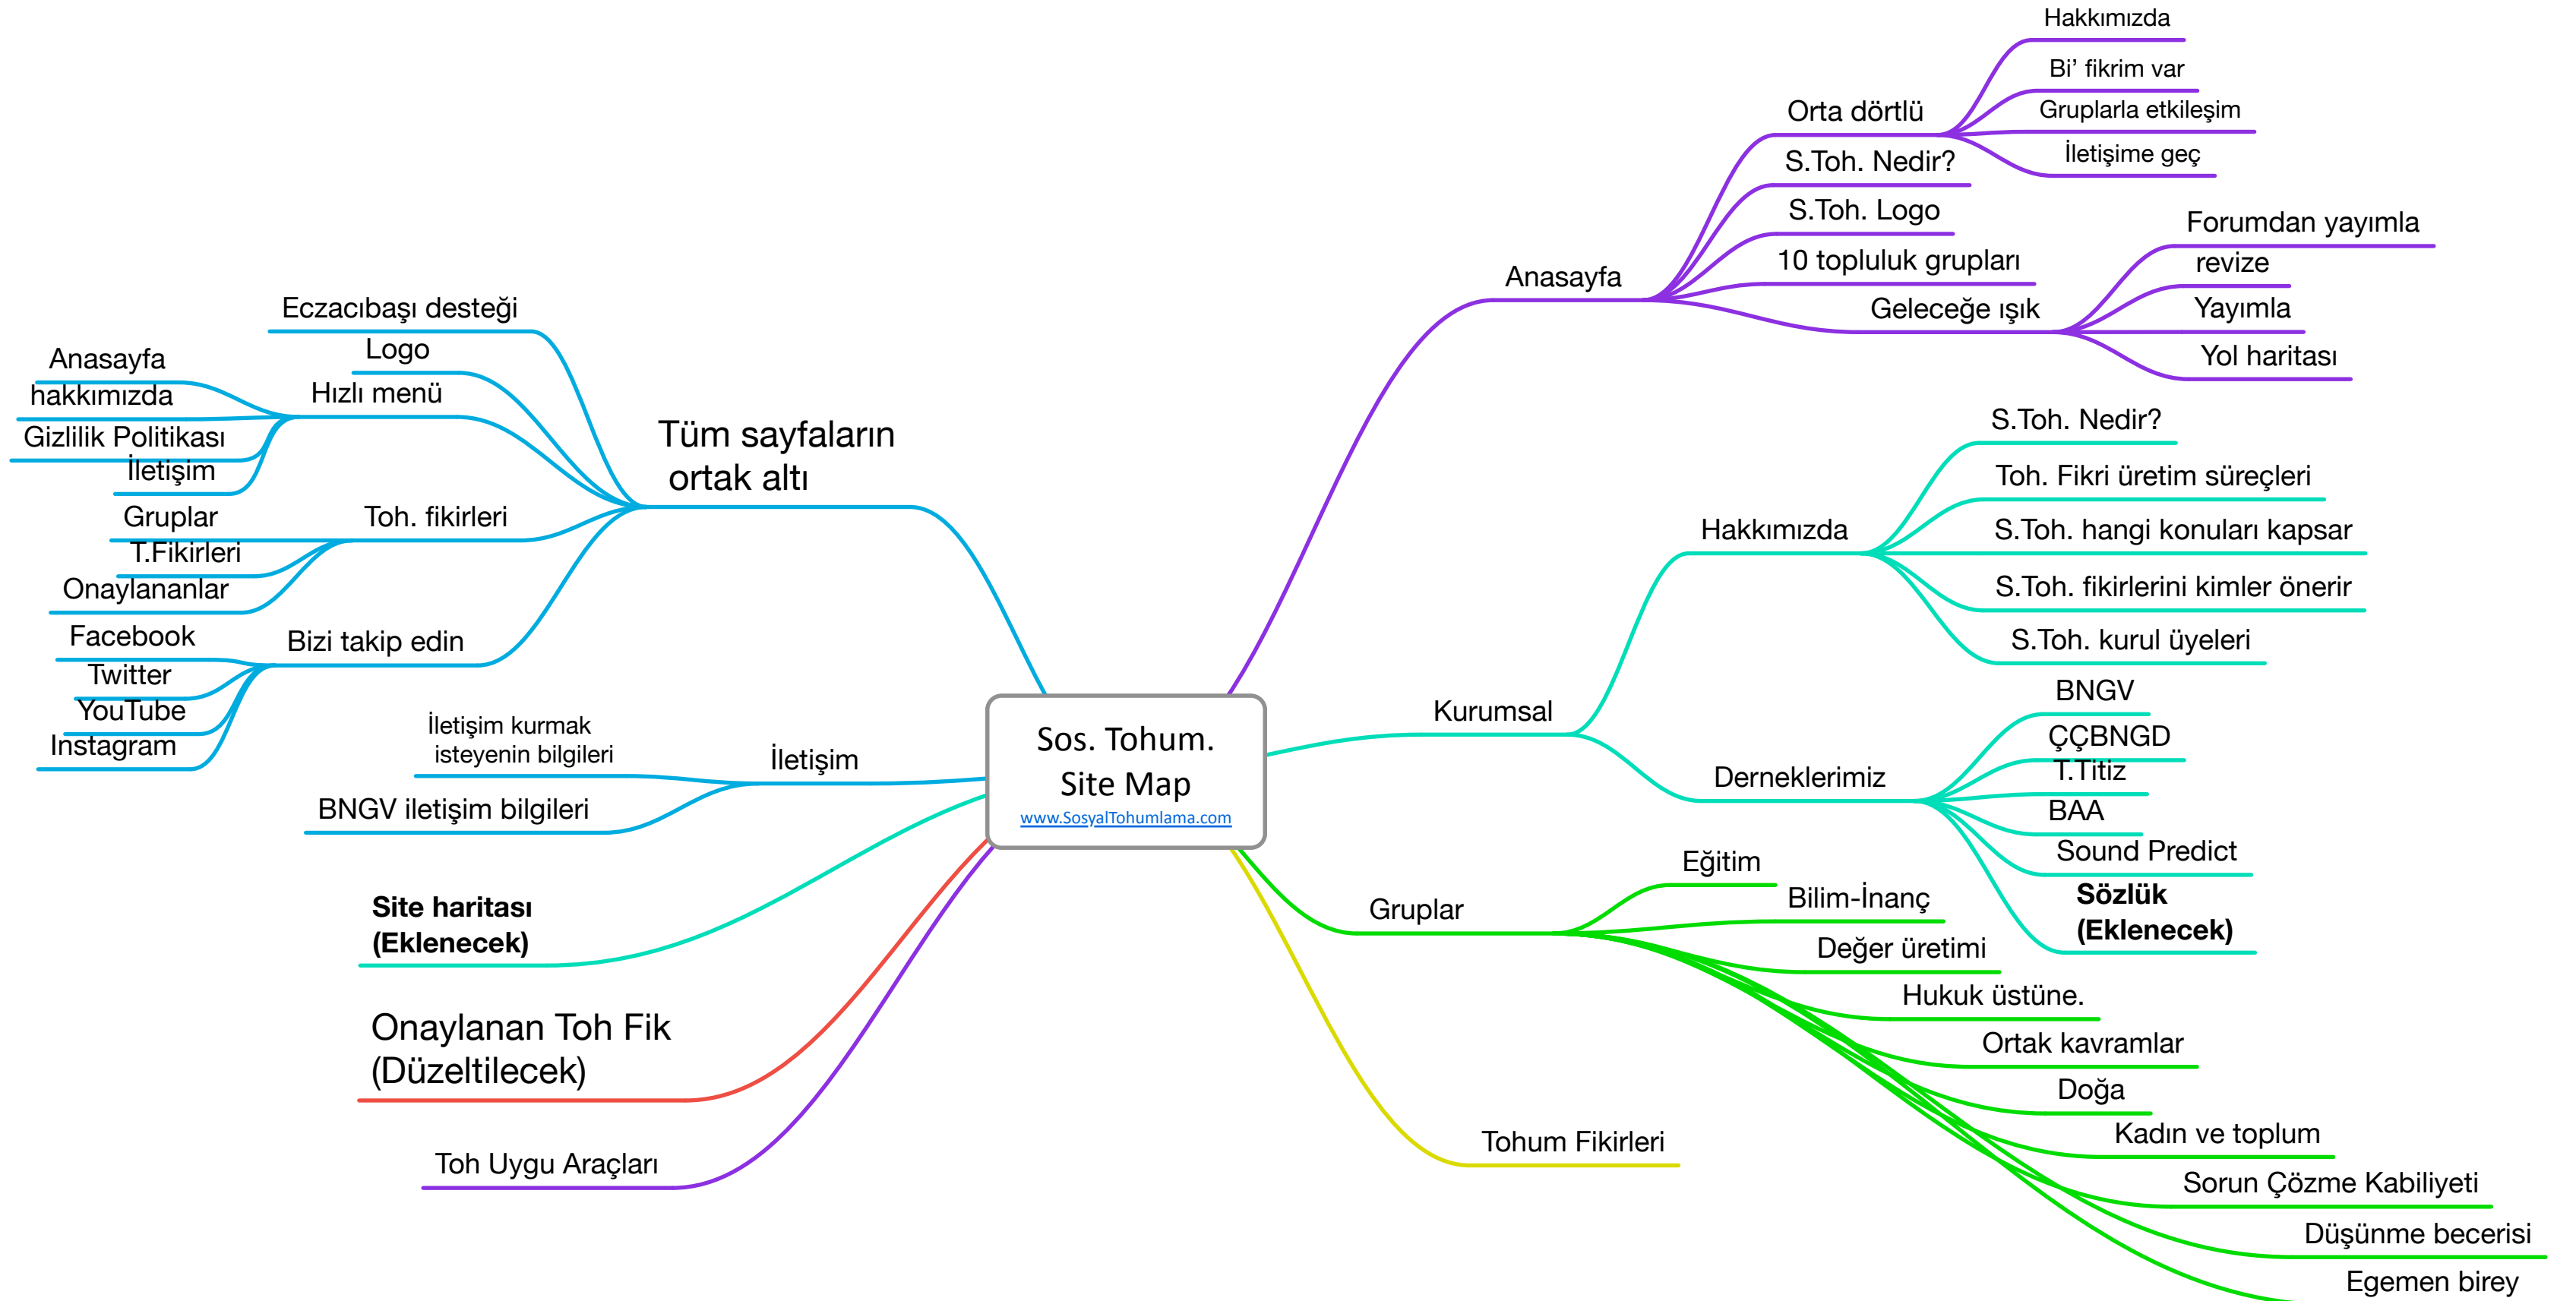 Sos. Tohum.
Site Map
www.SosyalTohumlama.com
Anasayfa
Orta dörtlü
Hakkımızda
Bi’ fikrim var
Gruplarla etkileşim
İletişime geç
S.Toh. Nedir?
S.Toh. Logo
10 topluluk grupları
Geleceğe ışık
Forumdan yayımla
revize
Yayımla
Yol haritası
Kurumsal
Hakkımızda
S.Toh. Nedir?
Toh. Fikri üretim süreçleri
S.Toh. hangi konuları kapsar
S.Toh. fikirlerini kimler önerir
S.Toh. kurul üyeleri
Derneklerimiz
BNGV
ÇÇBNGD
T.Titiz
BAA
Sound Predict
Sözlük
(Eklenecek)
Gruplar
Eğitim
Bilim-İnanç
Değer üretimi
Hukuk üstüne.
Ortak kavramlar
Doğa
Kadın ve toplum
Sorun Çözme Kabiliyeti
Düşünme becerisi
Egemen birey
Tohum Fikirleri
Toh Uygu Araçları
Onaylanan Toh Fik
(Düzeltilecek)
Site haritası
(Eklenecek)
İletişim
İletişim kurmak
isteyenin bilgileri
BNGV iletişim bilgileri
Tüm sayfaların
ortak altı
Eczacıbaşı desteği
Logo
Hızlı menü
Anasayfa
hakkımızda
Gizlilik Politikası
İletişim
Toh. fikirleri
Gruplar
T.Fikirleri
Onaylananlar
Bizi takip edin
Facebook
Twitter
YouTube
Instagram